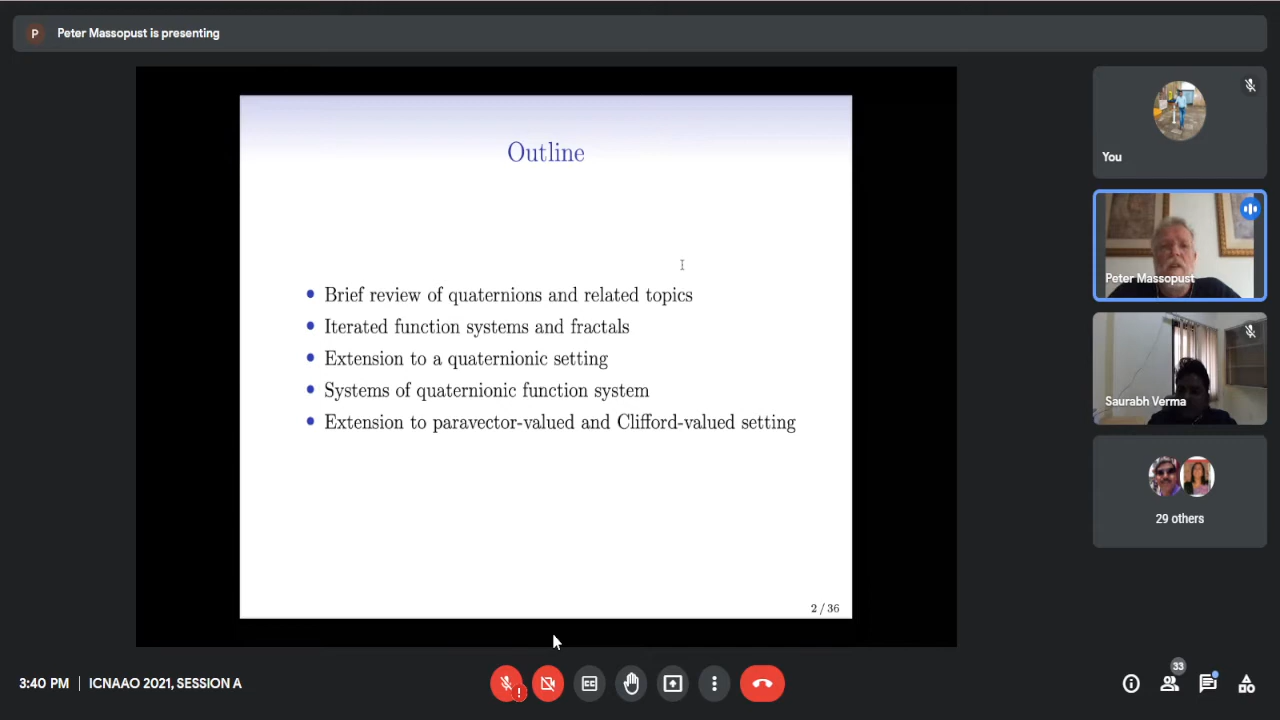 P
Peter Massopust is presenting
Outline
Brief review of quaternions and related topics
Iterated function systems and fractals
Extension to a quaternionic setting
Systems of quaternionic function system
Extension to paravector-valued and Clifford-valued setting
2 / 36
You
Peter Massopust
Saurabh Verma
29 others
3:40 PM | ICNAAO 2021, SESSION A
!
CC
33